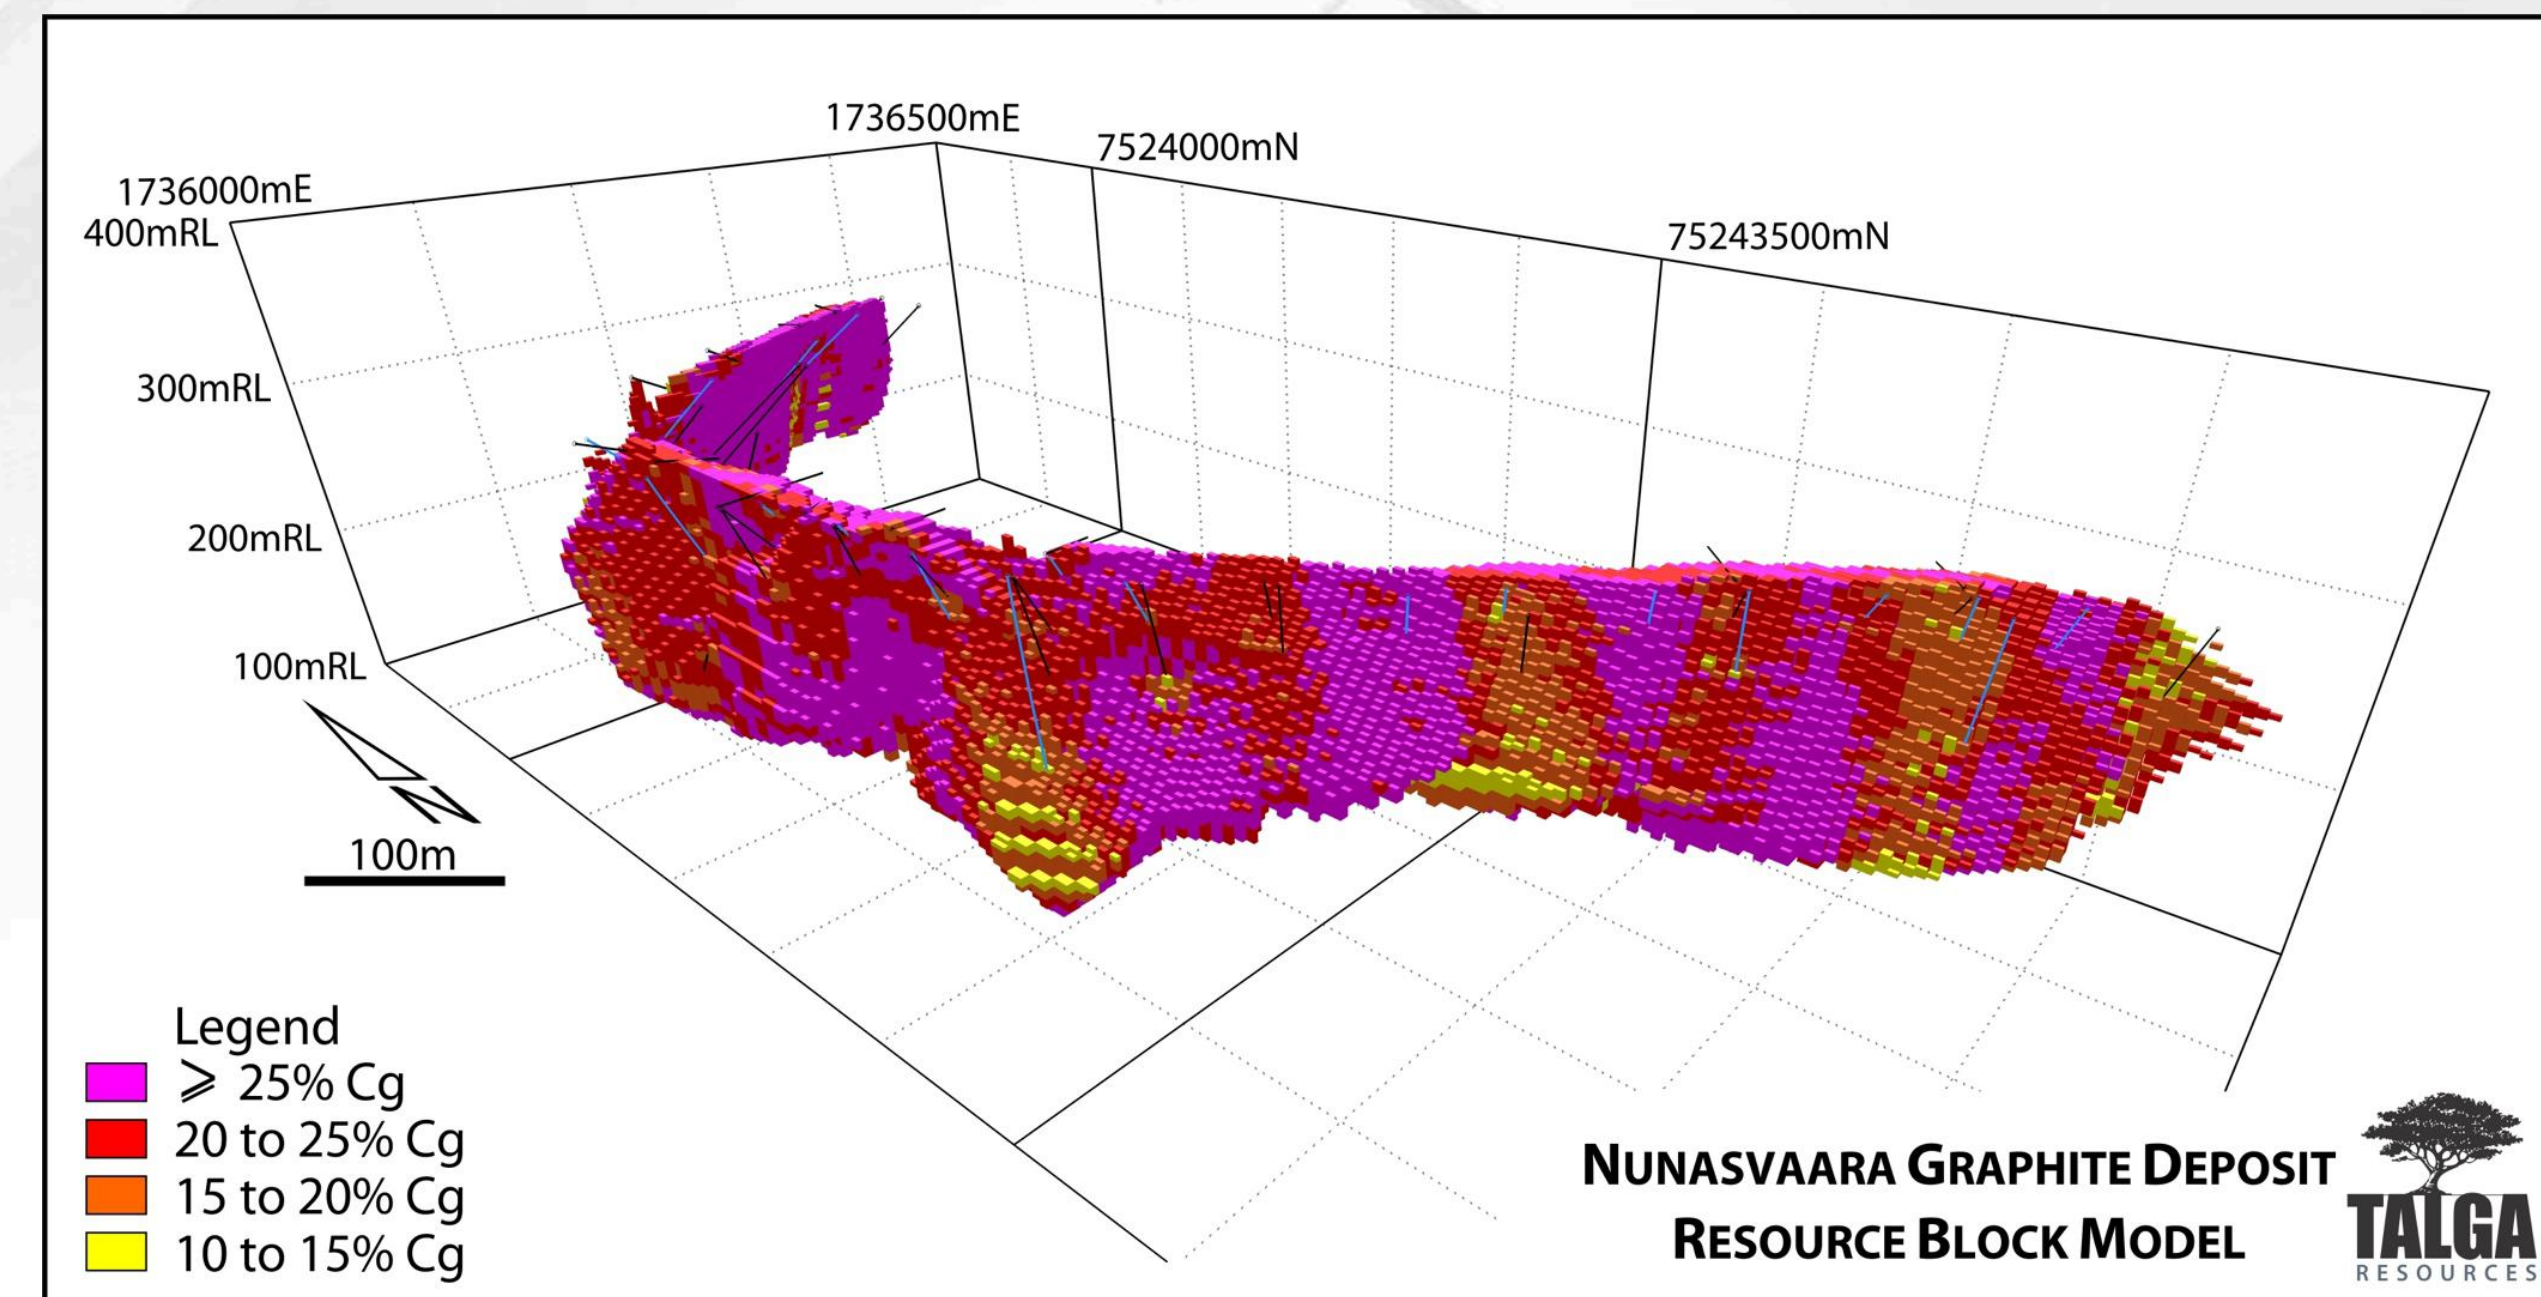 1736500mE
7524000mN
1736000mE
400mRL
75243500mN
300mRL
200mRL
100mRL
N
100m
Legend
⩾ 25% Cg
20 to 25% Cg
15 to 20% Cg
10 to 15% Cg
NUNASVAARA GRAPHITE DEPOSIT
RESOURCE BLOCK MODEL
TALGA
RESOURCES